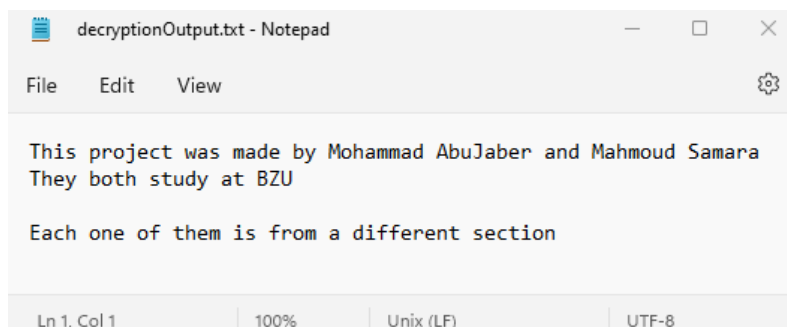 decryptionOutput.txt - Notepad
File Edit View
This project was made by Mohammad AbuJaber and Mahmoud Samara
They both study at BZU
Each one of them is from a different section
Ln 1, Col 1 100% Unix (LF) UTF-8